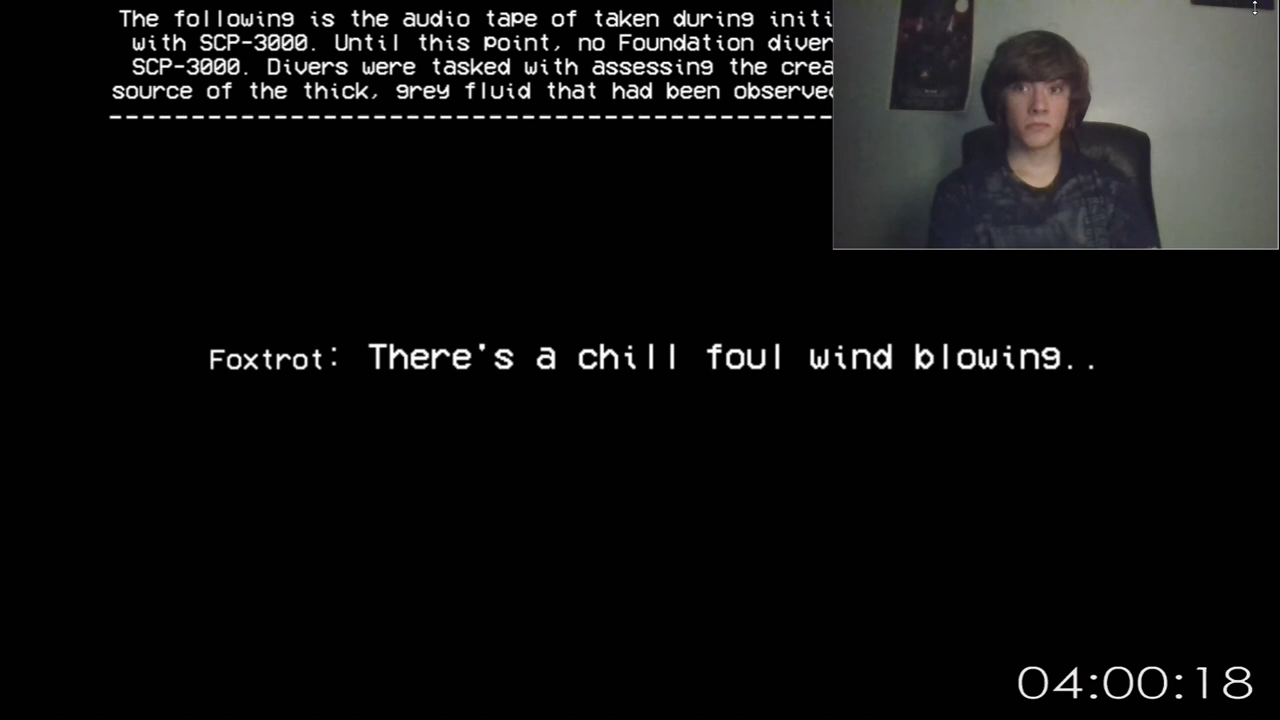 The following is the audio tape of taken during initi
with SCP-3000. Until this point, no Foundation diver
SCP-3000. Divers were tasked with assessing the crea
source of the thick, grey fluid that had been observe
Foxtrot: There's a chill foul wind blowing..
04:00:18